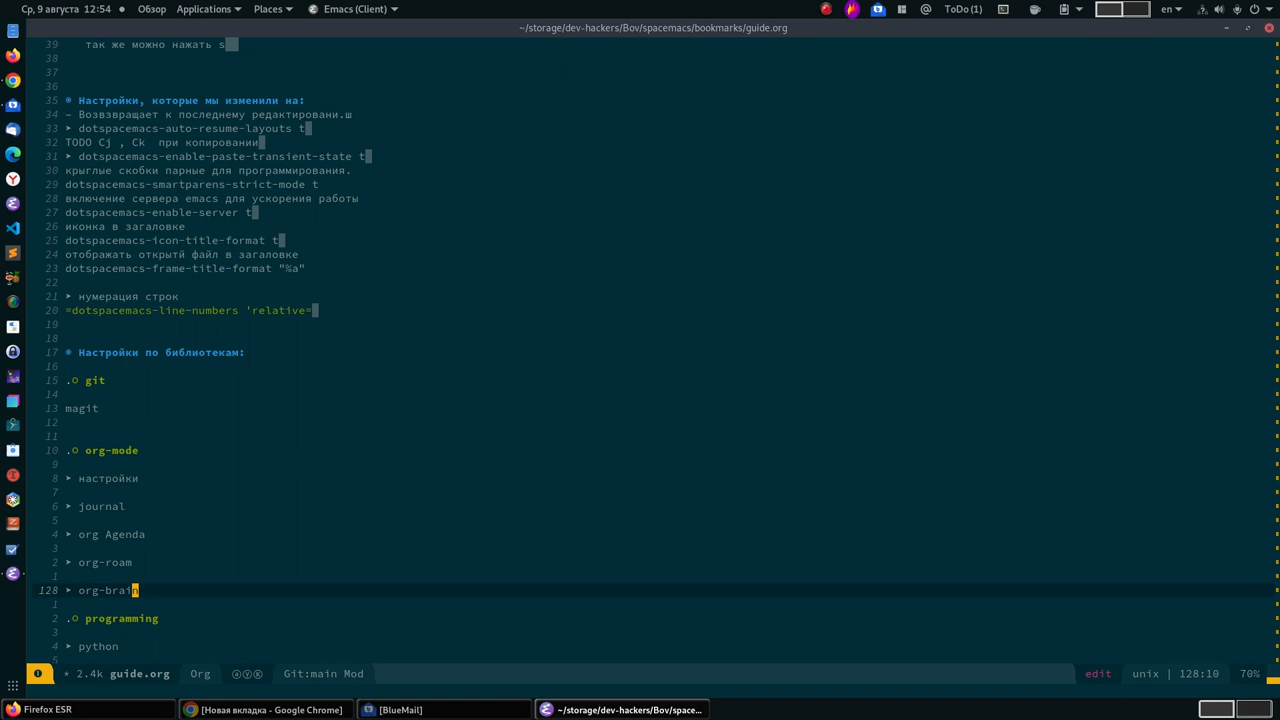 Ср, 9 августа 12:54 Обзор Applications Places Emacs (Client) ToDo (1) en
~/storage/dev-hackers/Bov/spacemacs/bookmarks/guide.org
39 так же можно нажать s
38
37
36
35 Настройки, которые мы изменили на:
34 – Возвзвращает к последнему редактировани.ш
33 ➤ dotspacemacs-auto-resume-layouts t
32 TODO Cj , Ck  при копировании
31 ➤ dotspacemacs-enable-paste-transient-state t
30 крыглые скобки парные для программирования.
29 dotspacemacs-smartparens-strict-mode t
28 включение сервера emacs для ускорения работы
27 dotspacemacs-enable-server t
26 иконка в загаловке
25 dotspacemacs-icon-title-format t
24 отображать открытй файл в загаловке
23 dotspacemacs-frame-title-format "%a"
22
21 ➤ нумерация строк
20 =dotspacemacs-line-numbers 'relative=
19
18
17 Настройки по библиотекам:
16
15 .○ git
14
13 magit
12
11
10 .○ org-mode
9
8 ➤ настройки
7
6 ➤ journal
5
4 ➤ org Agenda
3
2 ➤ org-roam
1
128 ➤ org-brain
1
2 .○ programming
3
4 ➤ python
5
* 2.4k guide.org Org ⓐⓨⓀ Git:main Mod edit unix | 128:10 70%
Firefox ESR [Новая вкладка - Google Chrome] [BlueMail] ~/storage/dev-hackers/Bov/space...